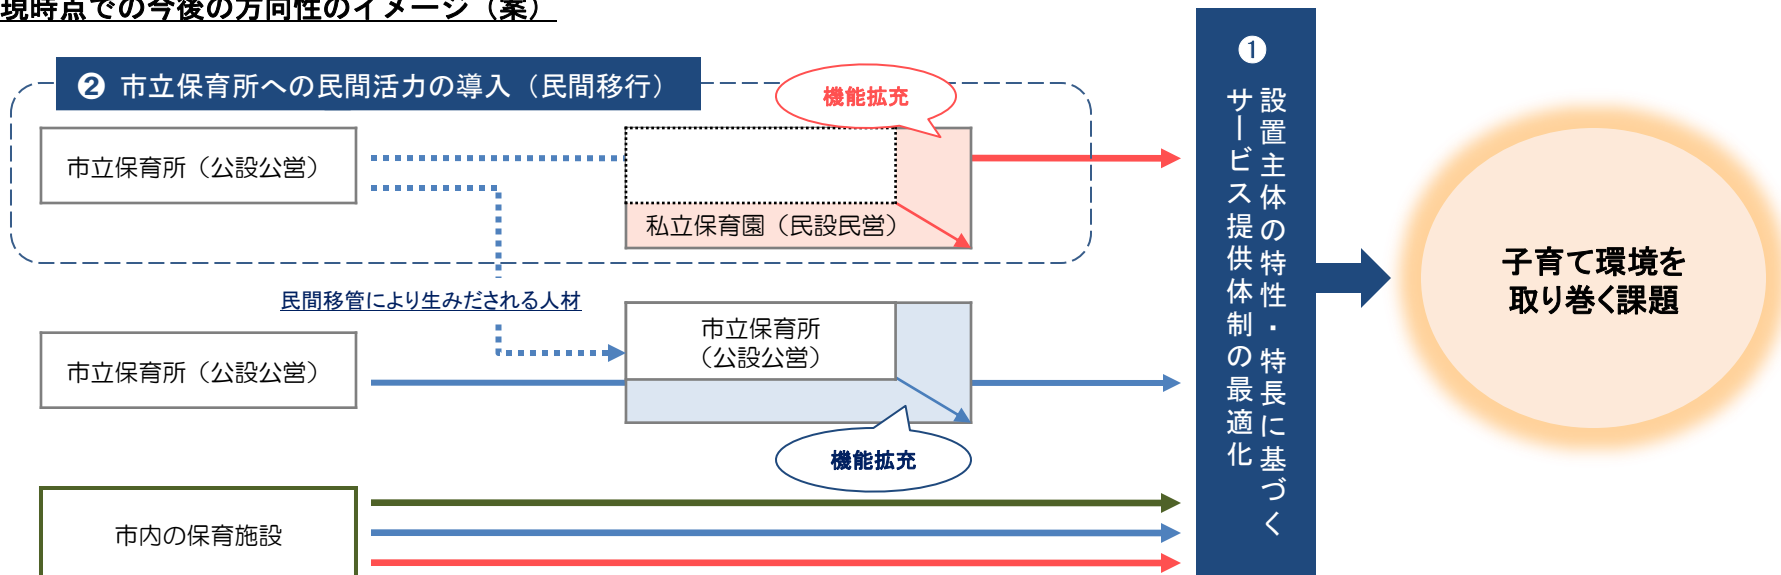 現時点での今後の方向性のイメージ（案）
❷ 市立保育所への民間活力の導入（民間移行）
機能拡充
市立保育所（公設公営）
私立保育園（民設民営）
民間移管により生みだされる人材
市立保育所（公設公営）
市立保育所
（公設公営）
機能拡充
市内の保育施設
❶
設置主体の特性・特長に基づく
サービス提供体制の最適化
子育て環境を
取り巻く課題